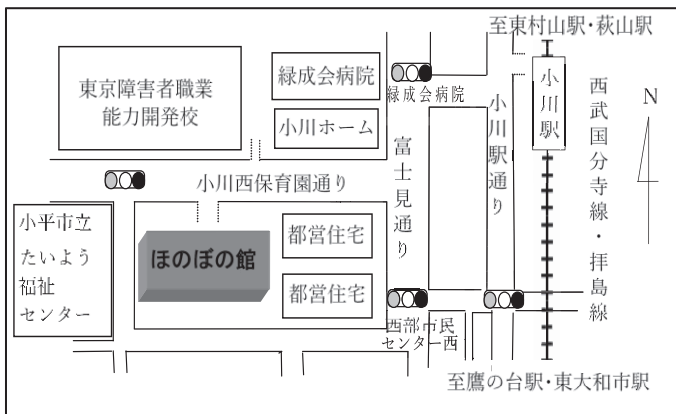 至東村山駅・萩山駅
東京障害者職業
能力開発校
緑成会病院
小川ホーム
緑成会病院
小川駅
西武国分寺線・拝島線
N
小川駅通り
富士見通り
小川西保育園通り
小平市立
たいよう
福祉
センター
ほのぼの館
都営住宅
都営住宅
西部市民
センター西
至鷹の台駅・東大和市駅